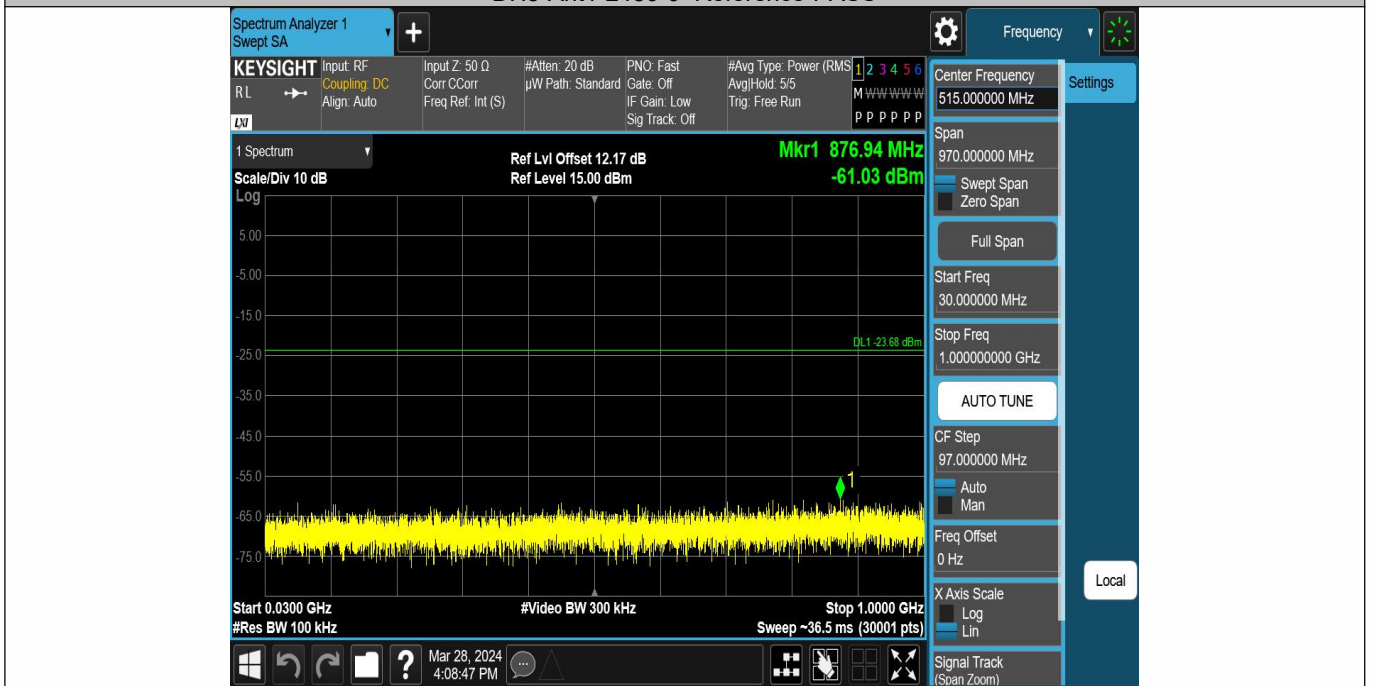 Spectrum Analyzer 1
Swept SA
Frequency
KEYSIGHT
RL
LXI
Input: RF
Coupling: DC
Align: Auto
Input Z: 50 Ω
Corr CCorr
Freq Ref: Int (S)
#Atten: 20 dB
µW Path: Standard
PNO: Fast
Gate: Off
IF Gain: Low
Sig Track: Off
#Avg Type: Power (RMS
Avg|Hold: 5/5
Trig: Free Run
1 2 3 4 5 6
M W W W W W
P P P P P P
1 Spectrum
Scale/Div 10 dB
Log
Ref Lvl Offset 12.17 dB
Ref Level 15.00 dBm
Mkr1 876.94 MHz
-61.03 dBm
5.00
-5.00
-15.0
DL1 -23.68 dBm
-25.0
-35.0
-45.0
-55.0
1
-65.0
-75.0
Start 0.0300 GHz
#Res BW 100 kHz
#Video BW 300 kHz
Stop 1.0000 GHz
Sweep ~36.5 ms (30001 pts)
Mar 28, 2024
4:08:47 PM
Center Frequency
515.000000 MHz
Settings
Span
970.000000 MHz
Swept Span
Zero Span
Full Span
Start Freq
30.000000 MHz
Stop Freq
1.000000000 GHz
AUTO TUNE
CF Step
97.000000 MHz
Auto
Man
Freq Offset
0 Hz
Local
X Axis Scale
Log
Lin
Signal Track
(Span Zoom)